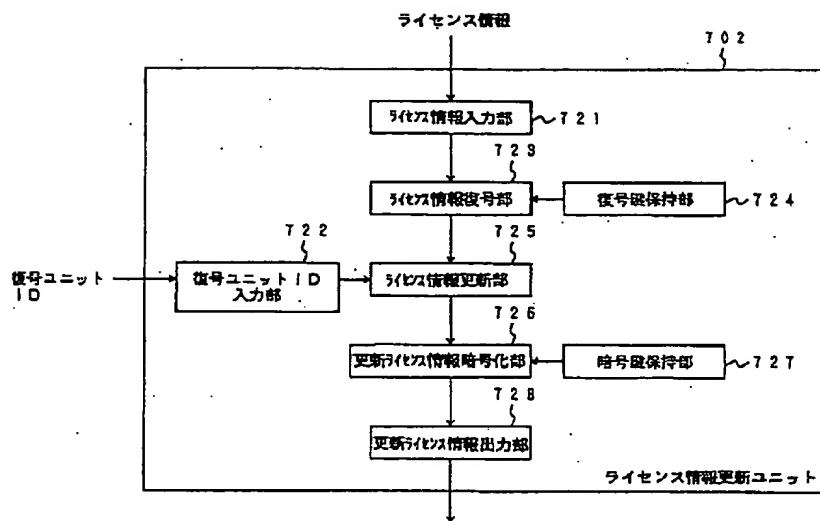 ライセンス情報
702
ライセンス情報入力部
721
723
ライセンス情報復号部
復号鍵保持部
724
722
725
復号ユニット
ID
復号ユニットID
入力部
ライセンス情報更新部
726
更新ライセンス情報暗号化部
暗号鍵保持部
727
728
更新ライセンス情報出力部
ライセンス情報更新ユニット